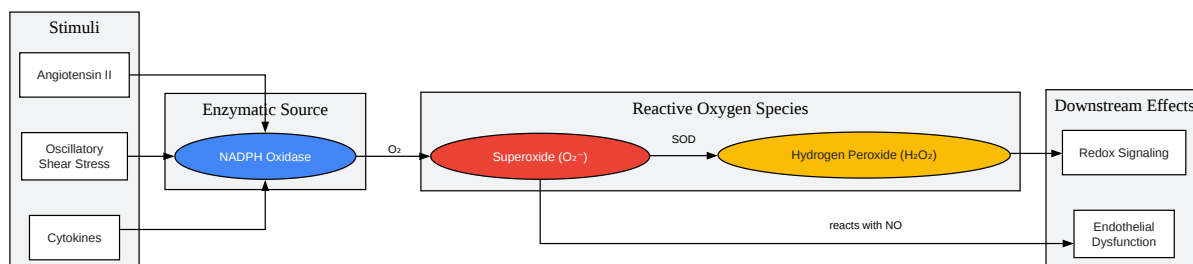 Stimuli
Angiotensin II
Oscillatory
Shear Stress
Cytokines
Enzymatic Source
NADPH Oxidase
O₂
Reactive Oxygen Species
Superoxide (O₂⁻)
SOD
Hydrogen Peroxide (H₂O₂)
reacts with NO
Downstream Effects
Redox Signaling
Endothelial
Dysfunction